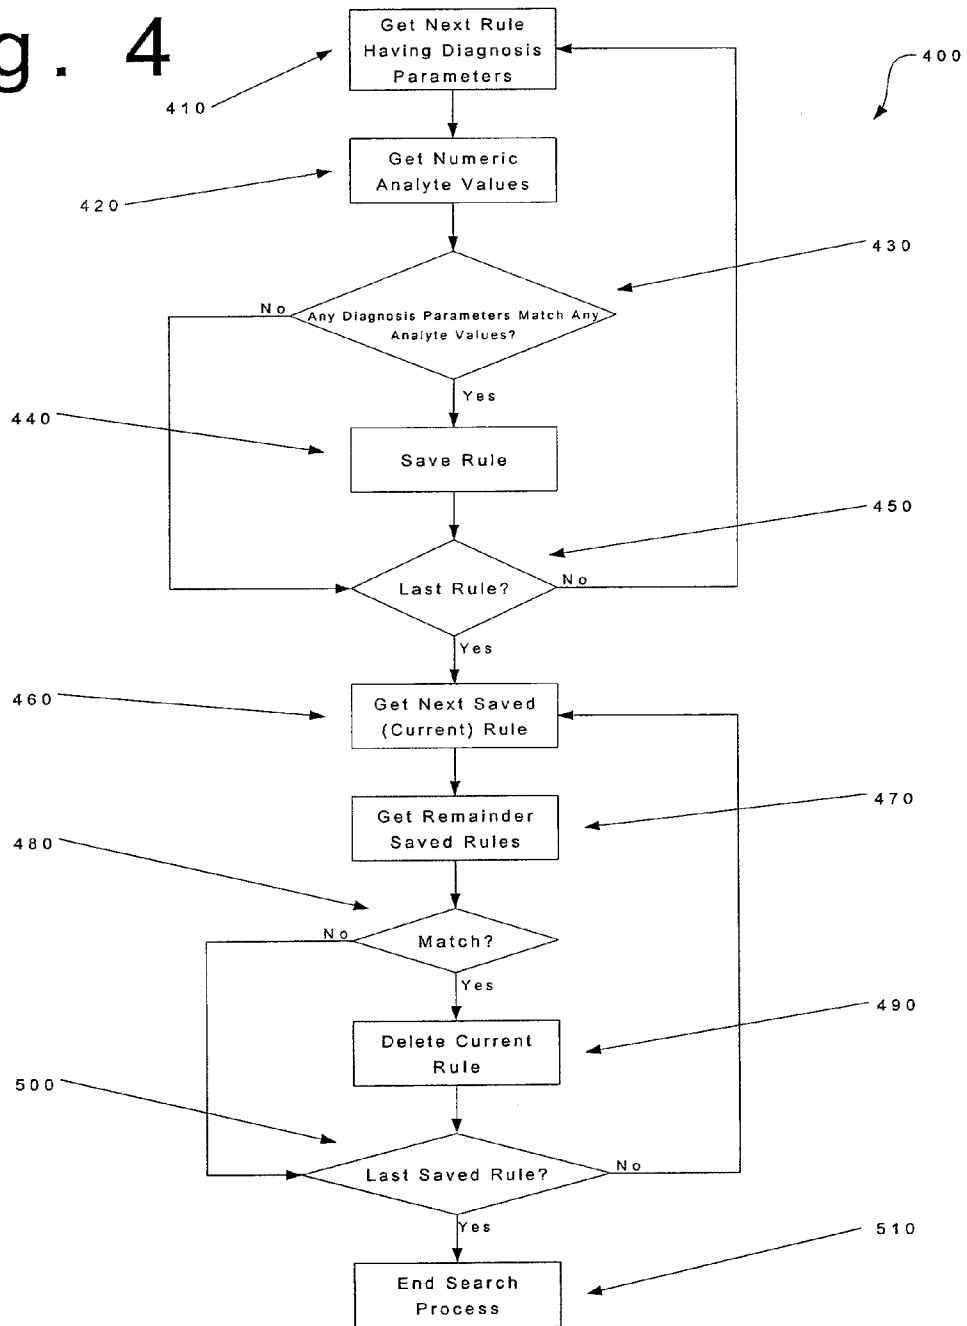 g. 4
Get Next Rule
Having Diagnosis
Parameters
400
410
Get Numeric
Analyte Values
420
430
No
Any Diagnosis Parameters Match Any
Analyte Values?
Yes
440
Save Rule
450
Last Rule?
No
Yes
460
Get Next Saved
(Current) Rule
470
Get Remainder
Saved Rules
480
No
Match?
Yes
490
Delete Current
Rule
500
Last Saved Rule?
No
Yes
510
End Search
Process